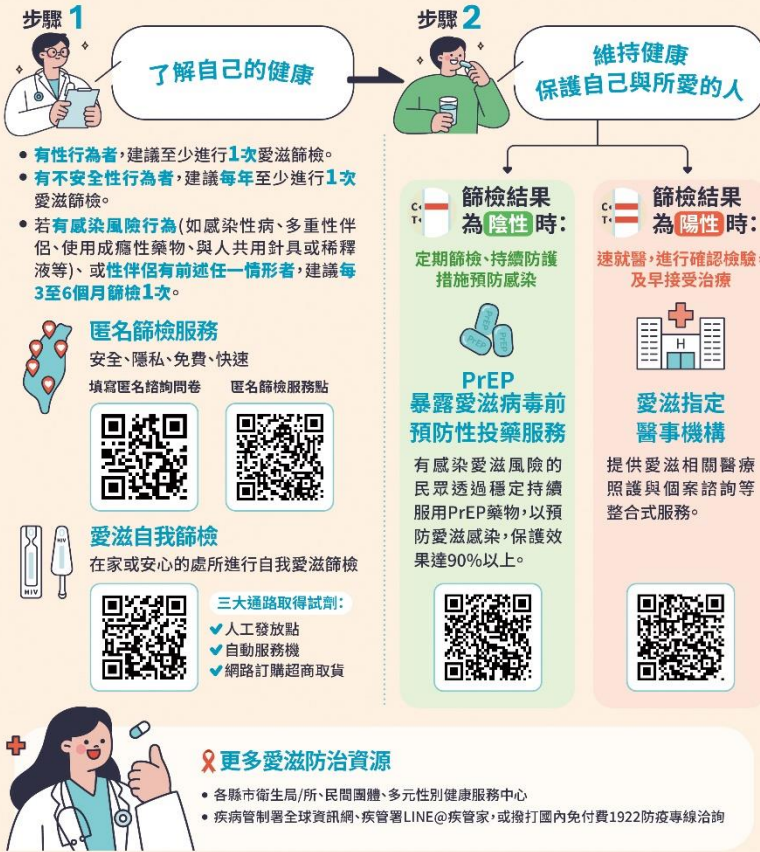 步驟 1
了解自己的健康
• 有性行為者,建議至少進行1次愛滋篩檢。
• 有不安全性行為者,建議每年至少進行1次
愛滋篩檢。
• 若有感染風險行為(如感染性病、多重性伴
侶、使用成癮性藥物、與人共用針具或稀釋
液等)、或性伴侶有前述任一情形者,建議每
3至6個月篩檢1次。
匿名篩檢服務
安全、隱私、免費、快速
填寫匿名諮詢問卷
匿名篩檢服務點
HIV
HIV
愛滋自我篩檢
在家或安心的處所進行自我愛滋篩檢
三大通路取得試劑:
人工發放點
自動服務機
網路訂購超商取貨
步驟 2
維持健康
保護自己與所愛的人
C
T
篩檢結果
為陰性時:
定期篩檢、持續防護
措施預防感染
PrEP
PrEP
PrEP
PrEP
暴露愛滋病毒前
預防性投藥服務
有感染愛滋風險的
民眾透過穩定持續
服用PrEP藥物,以預
防愛滋感染,保護效
果達90%以上。
C
T
篩檢結果
為陽性時:
速就醫,進行確認檢驗,
及早接受治療
H
愛滋指定
醫事機構
提供愛滋相關醫療
照護與個案諮詢等
整合式服務。
更多愛滋防治資源
• 各縣市衛生局/所、民間團體、多元性別健康服務中心
• 疾病管制署全球資訊網、疾管署LINE@疾管家,或撥打國內免付費1922防疫專線洽詢